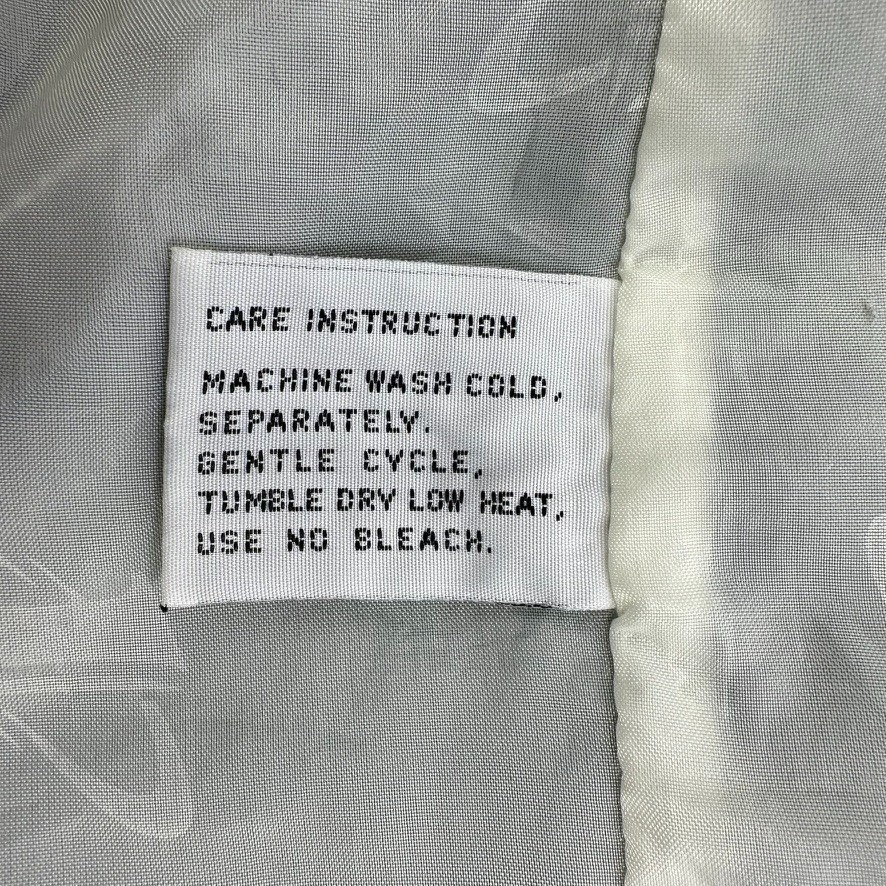 CARE INSTRUCTION
MACHINE WASH COLD,
SEPARATELY.
GENTLE CYCLE,
TUMBLE DRY LOW HEAT,
USE NO BLEACH.